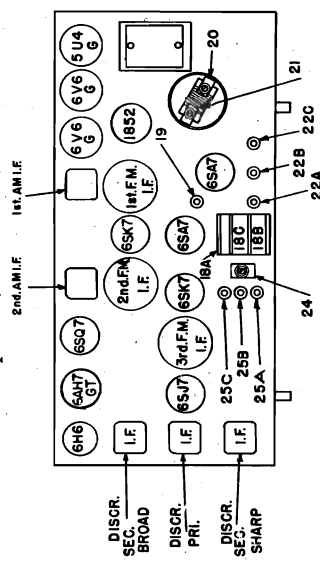 2nd. AM I.F.
1st. AM I.F.
6H6
6AH7
GT
6SQ7
6V6
G
6V6
G
5U4
G
DISCR.
SEC.
BROAD
I.F.
2nd. F.M.
I.F.
6SK7
1st. F.M.
I.F.
1852
20
21
19
DISCR.
PRI.
I.F.
6SJ7
3rd. F.M.
I.F.
6SK7
6SA7
6SA7
DISCR.
SEC.
SHARP
I.F.
25C
25B
25A
24
18A
18C
18B
22A
22B
22C